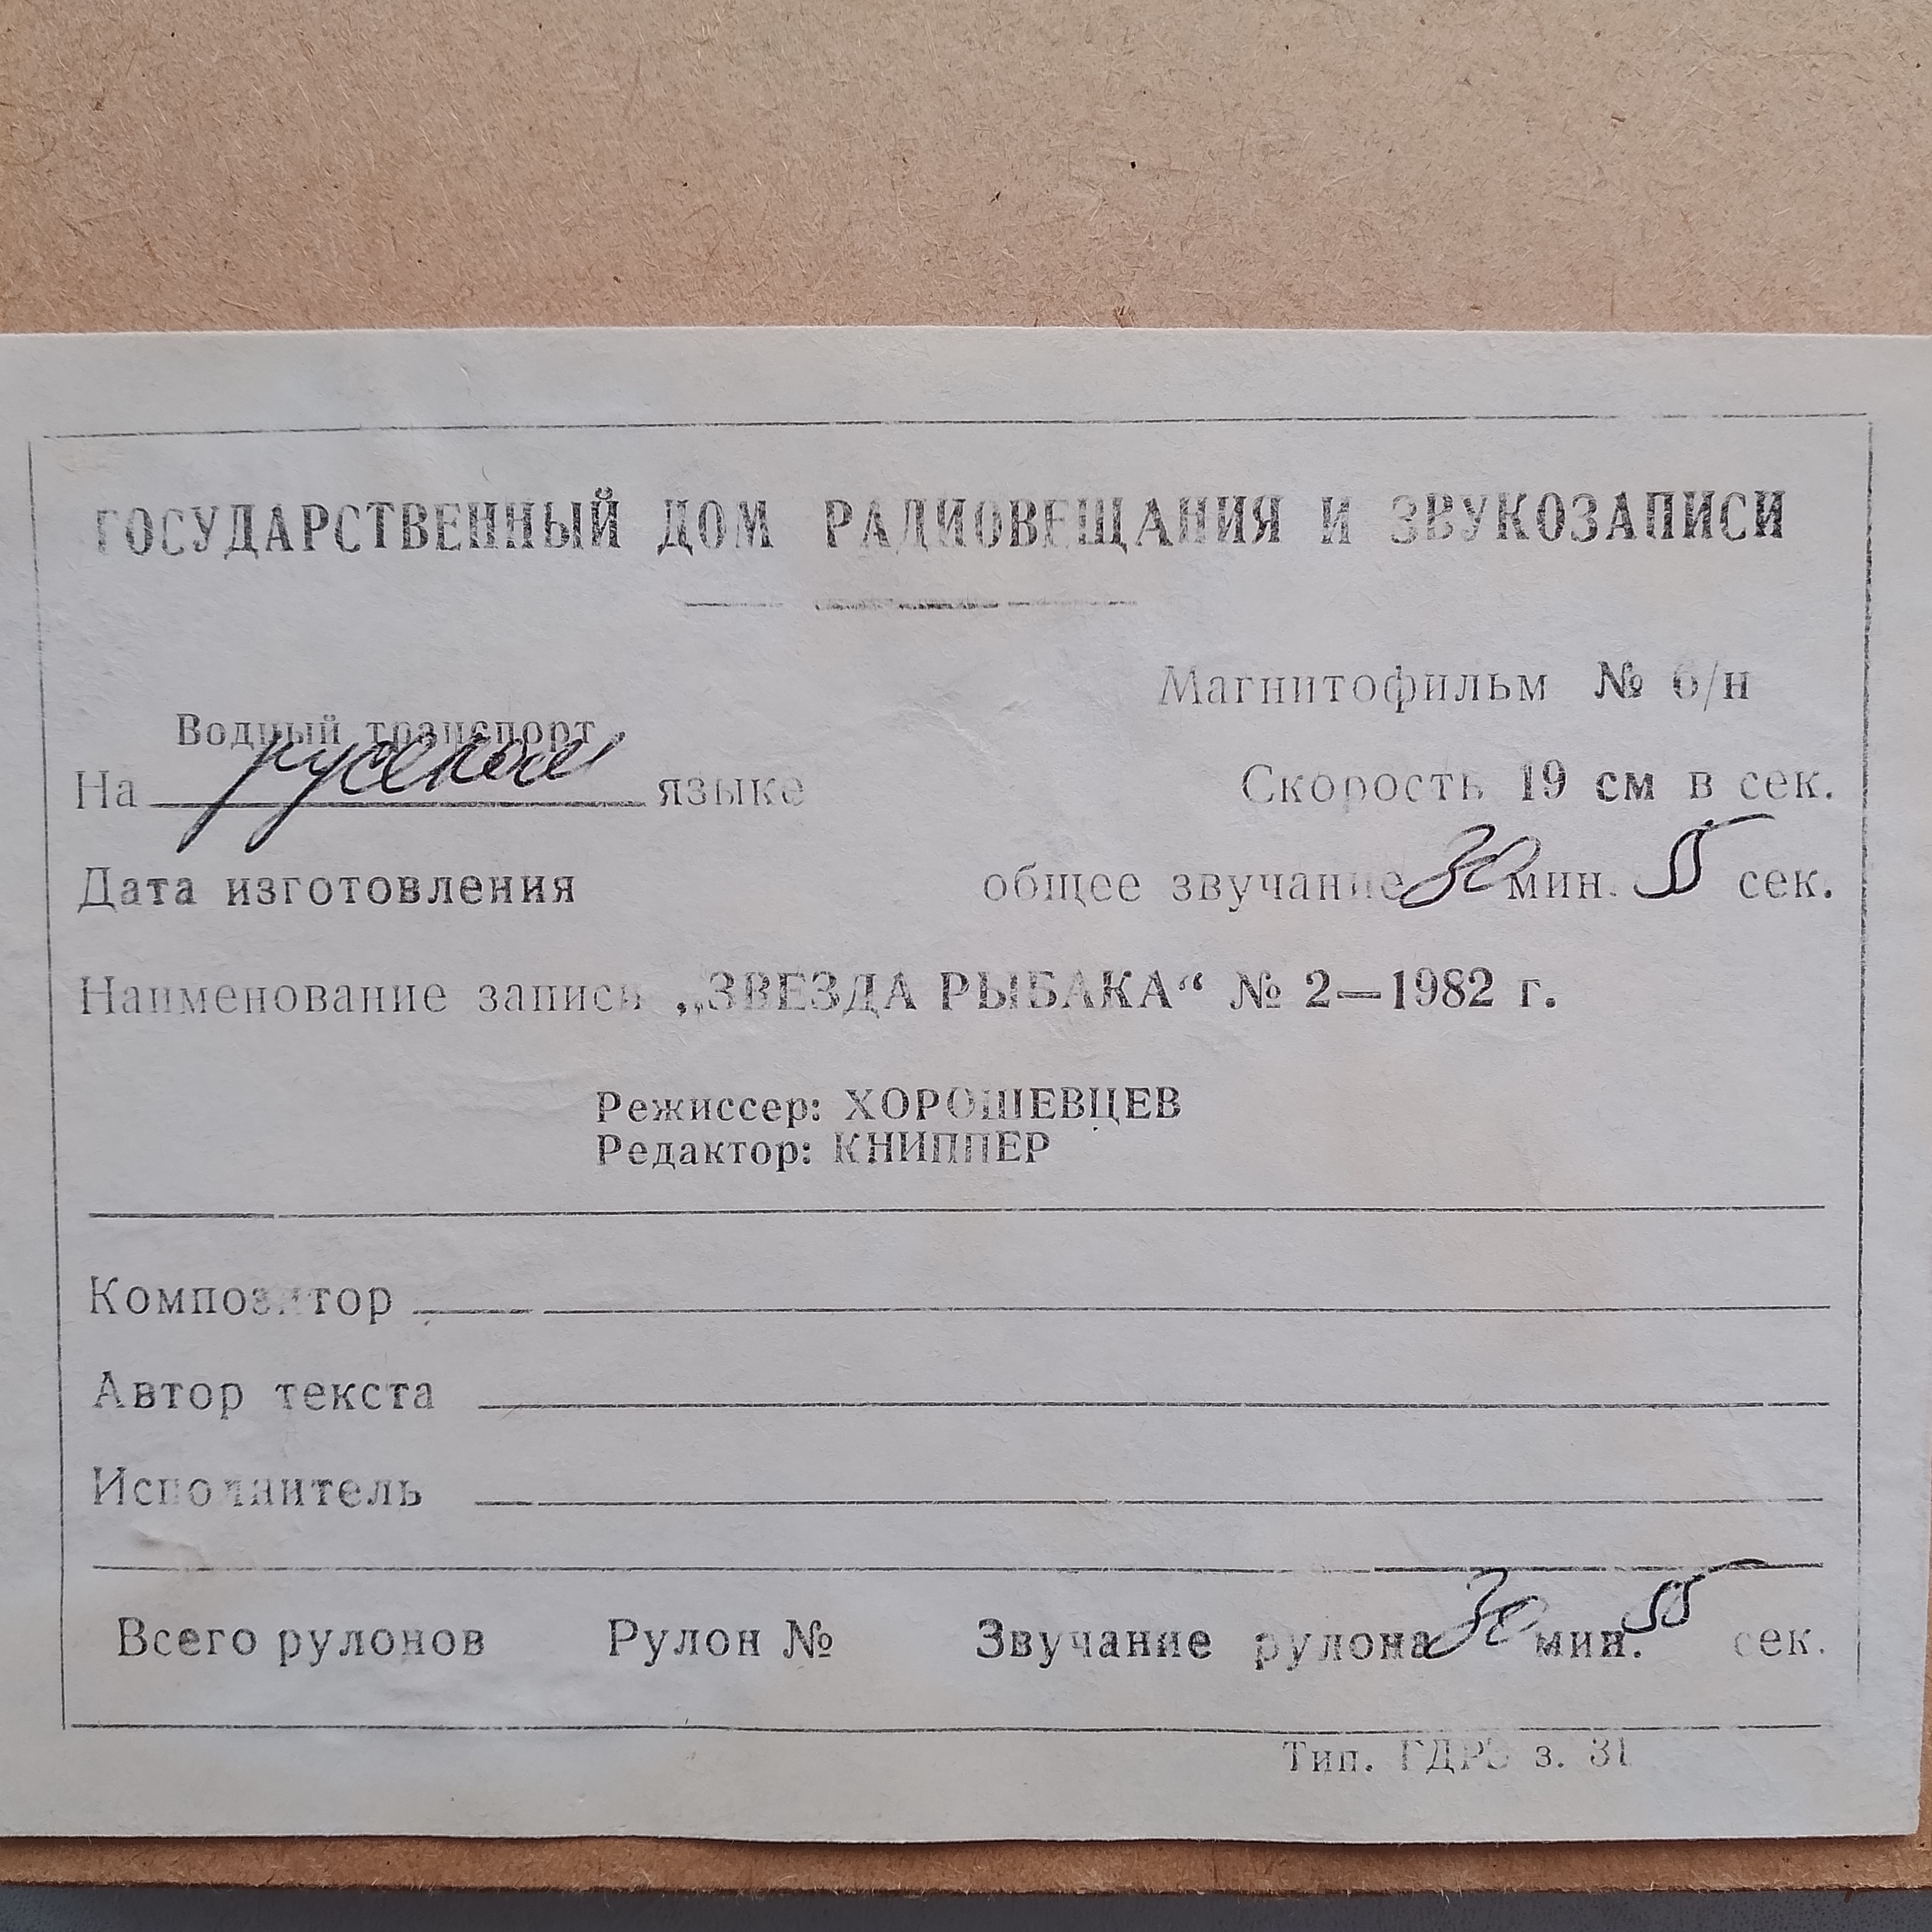 ГОСУДАРСТВЕННЫЙ ДОМ РАДИОВЕЩАНИЯ И ЗВУКОЗАПИСИ
Магнитофильм № б/н
Водный транспорт
На русском языке
Скорость 19 см в сек.
Дата изготовления
общее звучание 30 мин. 55 сек.
Наименование записи „ЗВЕЗДА РЫБАКА“ № 2—1982 г.
Режиссер: ХОРОШЕВЦЕВ
Редактор: КНИППЕР
Композитор
Автор текста
Исполнитель
Всего рулонов Рулон № Звучание рулона 30 мин. 55 сек.
Тип. ГДРЗ з. 31